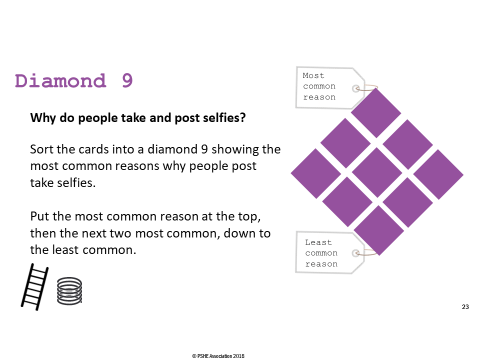 Diamond 9
Most
common
reason
Why do people take and post selfies?
Sort the cards into a diamond 9 showing the
most common reasons why people post
take selfies.
Put the most common reason at the top,
then the next two most common, down to
the least common.
Least
common
reason
23
© PSHE Association 2018